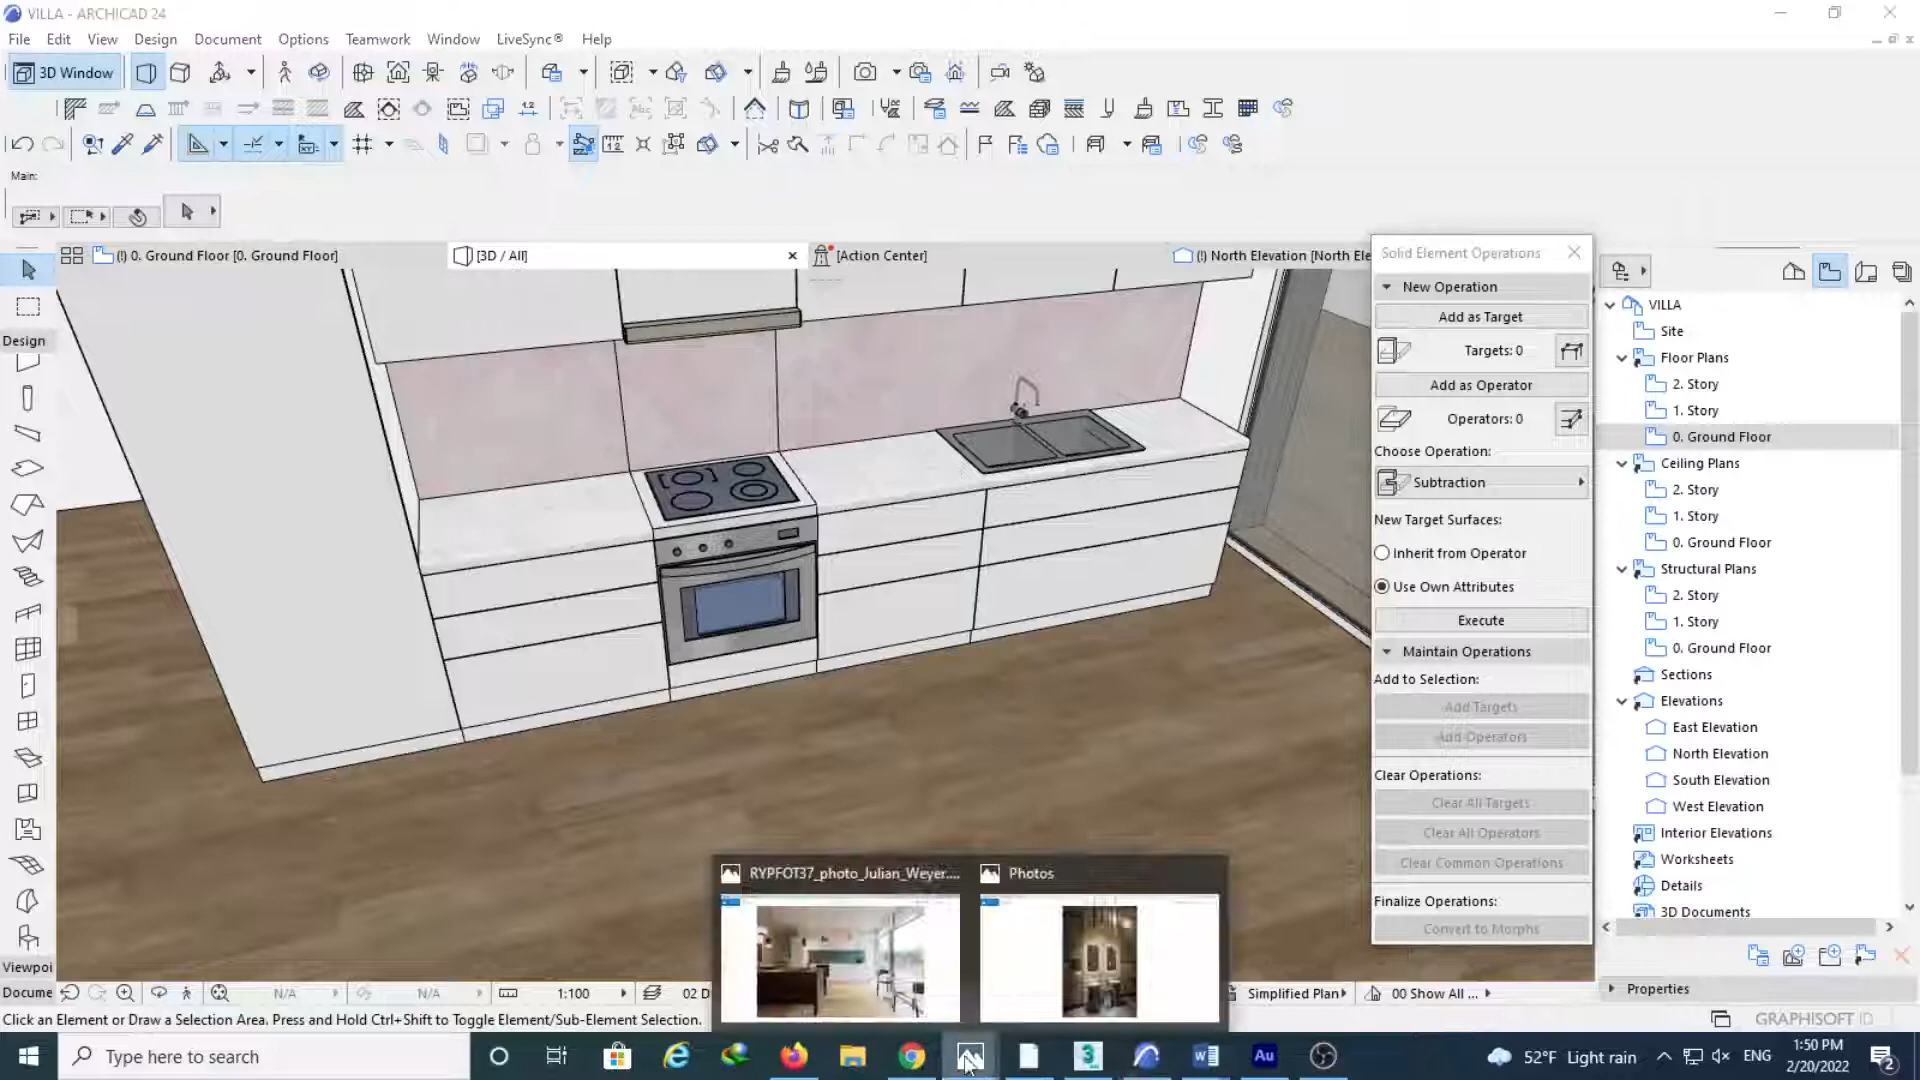 VILLA - ARCHICAD 24
File Edit View Design Document Options Teamwork Window LiveSync® Help
3D Window
Main:
(!) 0. Ground Floor [0. Ground Floor]
[3D / All]
[Action Center]
(!) North Elevation [North Ele
Design
Viewpoi
Docume
Solid Element Operations
New Operation
Add as Target
Targets: 0
Add as Operator
Operators: 0
Choose Operation:
Subtraction
New Target Surfaces:
Inherit from Operator
Use Own Attributes
Execute
Maintain Operations
Add to Selection:
Add Targets
Add Operators
Clear Operations:
Clear All Targets
Clear All Operators
Clear Common Operations
Finalize Operations:
Convert to Morphs
VILLA
Site
Floor Plans
2. Story
1. Story
0. Ground Floor
Ceiling Plans
2. Story
1. Story
0. Ground Floor
Structural Plans
2. Story
1. Story
0. Ground Floor
Sections
Elevations
East Elevation
North Elevation
South Elevation
West Elevation
Interior Elevations
Worksheets
Details
3D Documents
Properties
RYPFOT37_photo_Julian_Weyer....
Photos
N/A
N/A
1:100
02 D
Simplified Plan
00 Show All ...
Click an Element or Draw a Selection Area. Press and Hold Ctrl+Shift to Toggle Element/Sub-Element Selection.
GRAPHISOFT ID
Type here to search
52°F Light rain
ENG
1:50 PM
2/20/2022
2